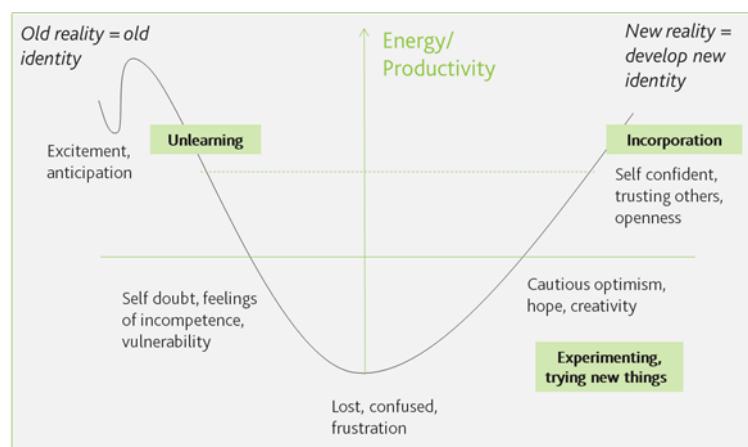 Old reality = old
identity
Energy/
Productivity
New reality =
develop new
identity
Unlearning
Excitement,
anticipation
Incorporation
Self confident,
trusting others,
openness
Self doubt, feelings
of incompetence,
vulnerability
Cautious optimism,
hope, creativity
Experimenting,
trying new things
Lost, confused,
frustration